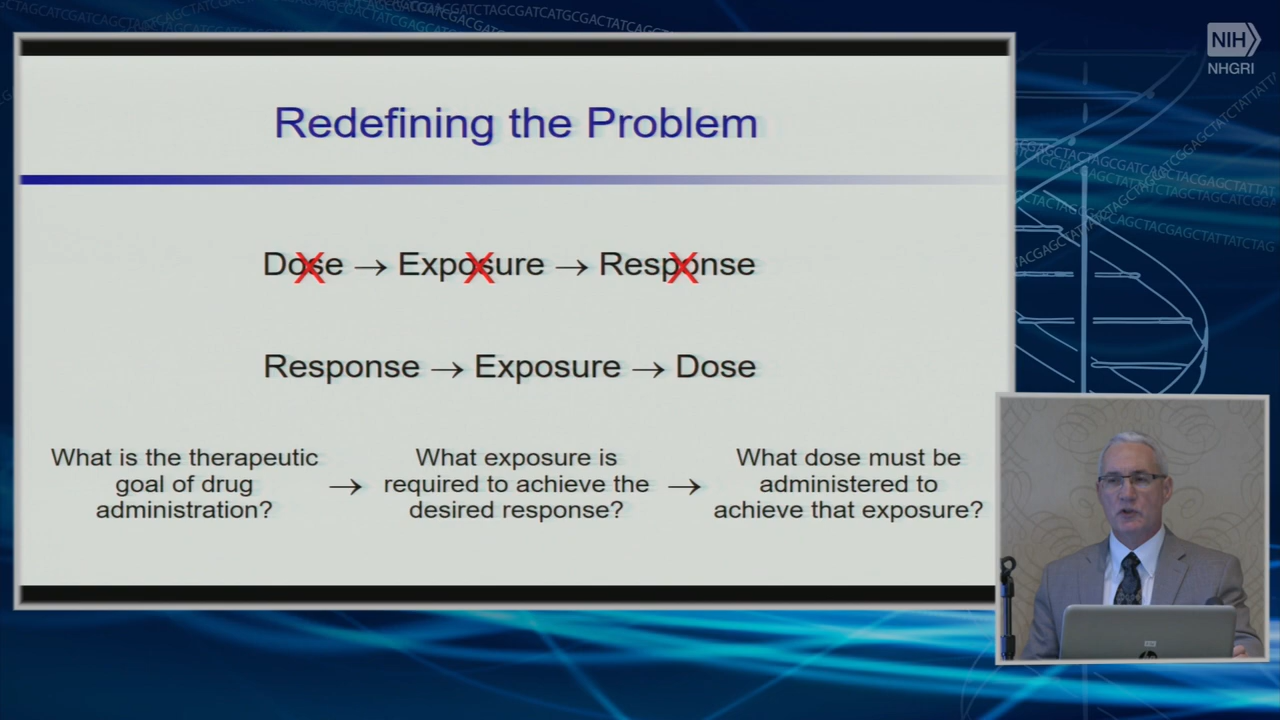 NIH
NHGRI
Redefining the Problem
Dose → Exposure → Response
Response → Exposure → Dose
What is the therapeutic
goal of drug
administration?
→
What exposure is
required to achieve the
desired response?
→
What dose must be
administered to
achieve that exposure?